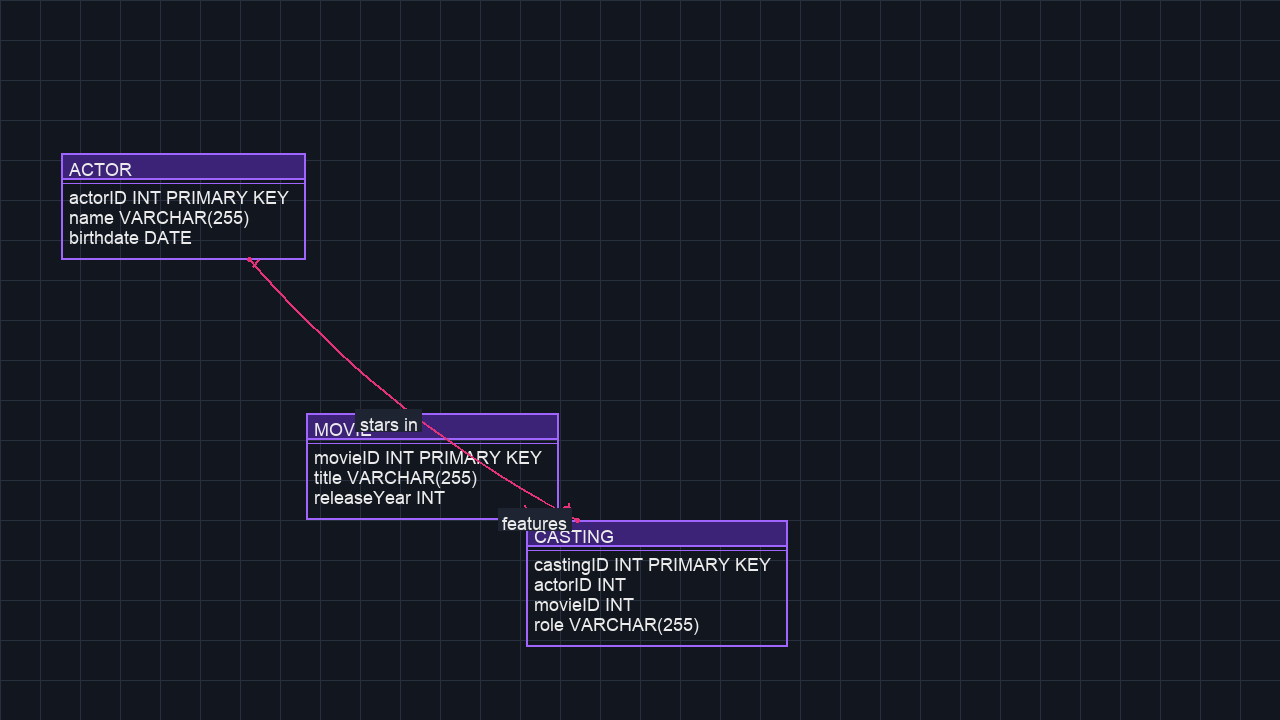 ACTOR
actorID INT PRIMARY KEY
name VARCHAR(255)
birthdate DATE
stars in
MOVIE
movieID INT PRIMARY KEY
title VARCHAR(255)
releaseYear INT
features
CASTING
castingID INT PRIMARY KEY
actorID INT
movieID INT
role VARCHAR(255)